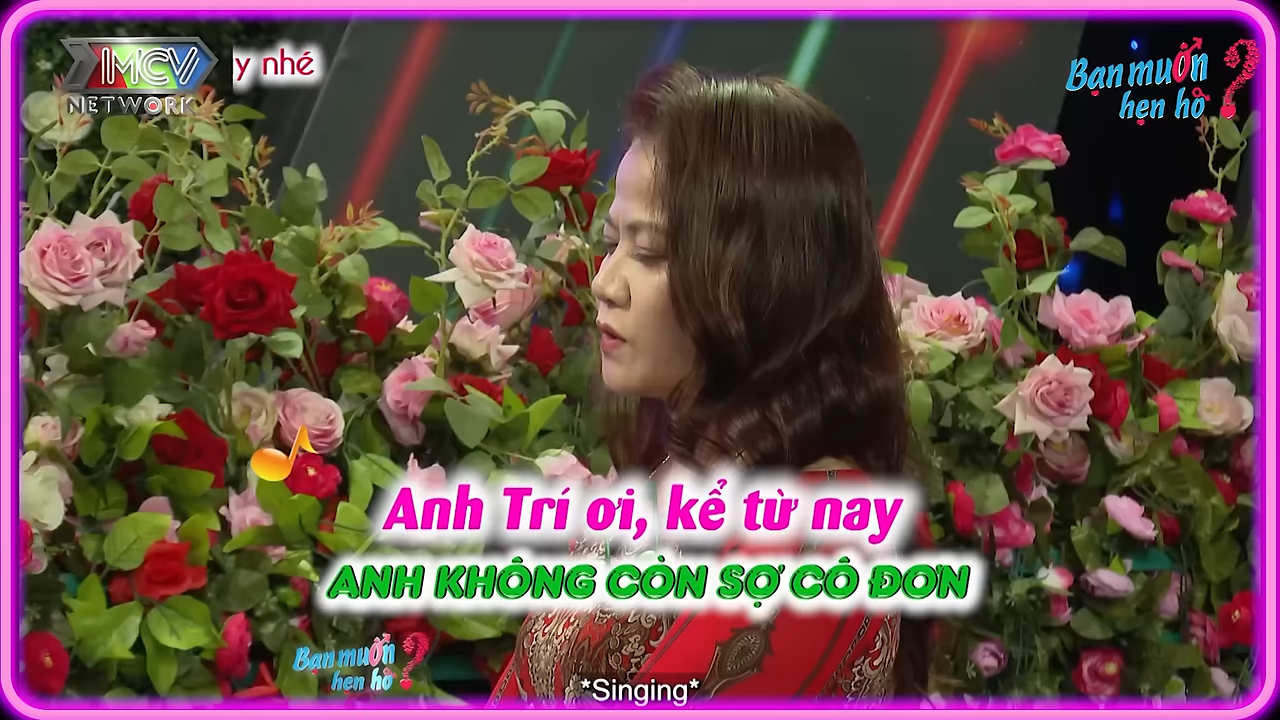 MCV
NETWORK
y nhé
Bạn muốn
hẹn hò
?
Anh Trí ơi, kể từ nay
ANH KHÔNG CÒN SỢ CÔ ĐƠN
Bạn muốn
hẹn hò
?
*Singing*